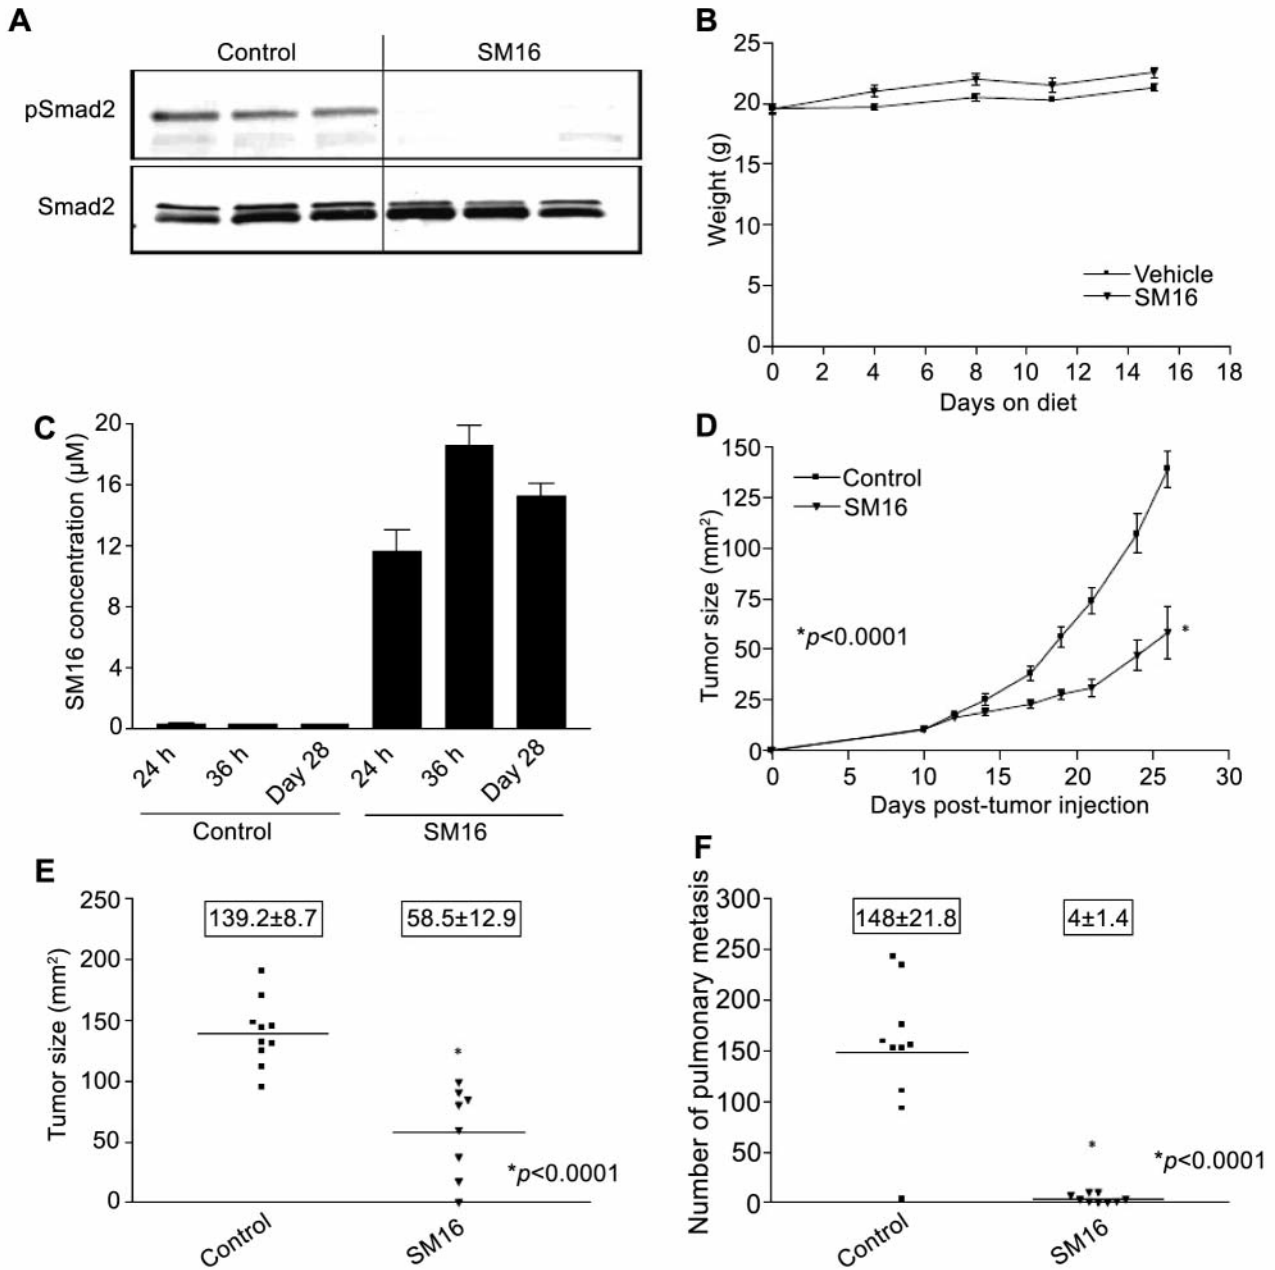 A
Control
SM16
pSmad2
Smad2
B
25
20
15
10
5
0
Weight (g)
Vehicle
SM16
0 2 4 6 8 10 12 14 16 18
Days on diet
C
20
16
12
8
4
0
SM16 concentration (µM)
24 h
36 h
Day 28
24 h
36 h
Day 28
Control
SM16
D
150
125
100
75
50
25
0
Tumor size (mm²)
Control
SM16
*p<0.0001
*
0 5 10 15 20 25 30
Days post-tumor injection
E
250
200
150
100
50
0
Tumor size (mm²)
139.2±8.7
58.5±12.9
*
*p<0.0001
Control
SM16
F
300
250
200
150
100
50
0
Number of pulmonary metasis
148±21.8
4±1.4
*
*p<0.0001
Control
SM16